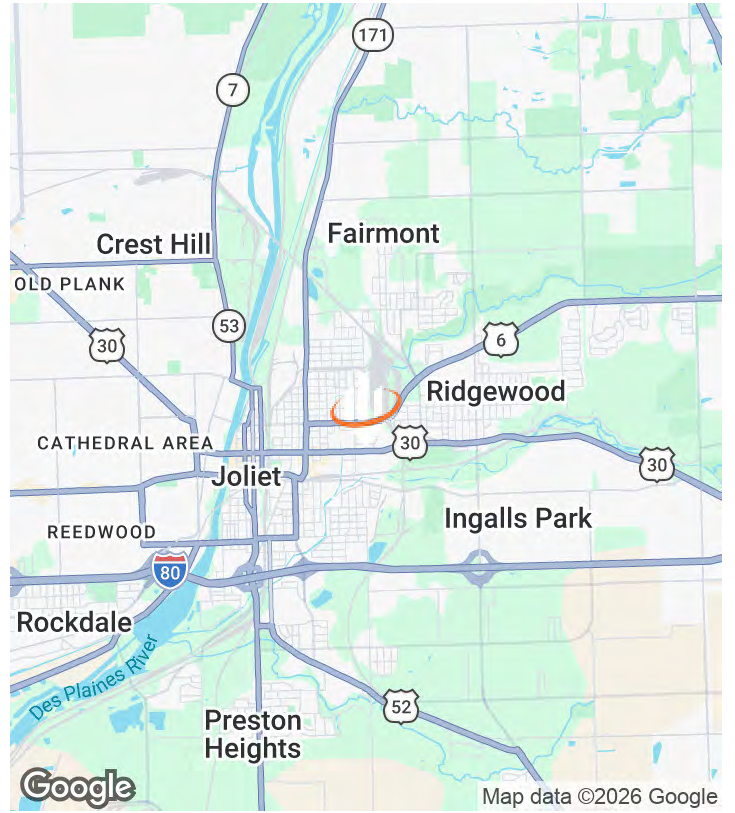 171
7
Fairmont
Crest Hill
OLD PLANK
53
30
6
Ridgewood
CATHEDRAL AREA
30
30
Joliet
Ingalls Park
REEDWOOD
80
Rockdale
Des Plaines River
52
Preston
Heights
Google
Map data ©2026 Google